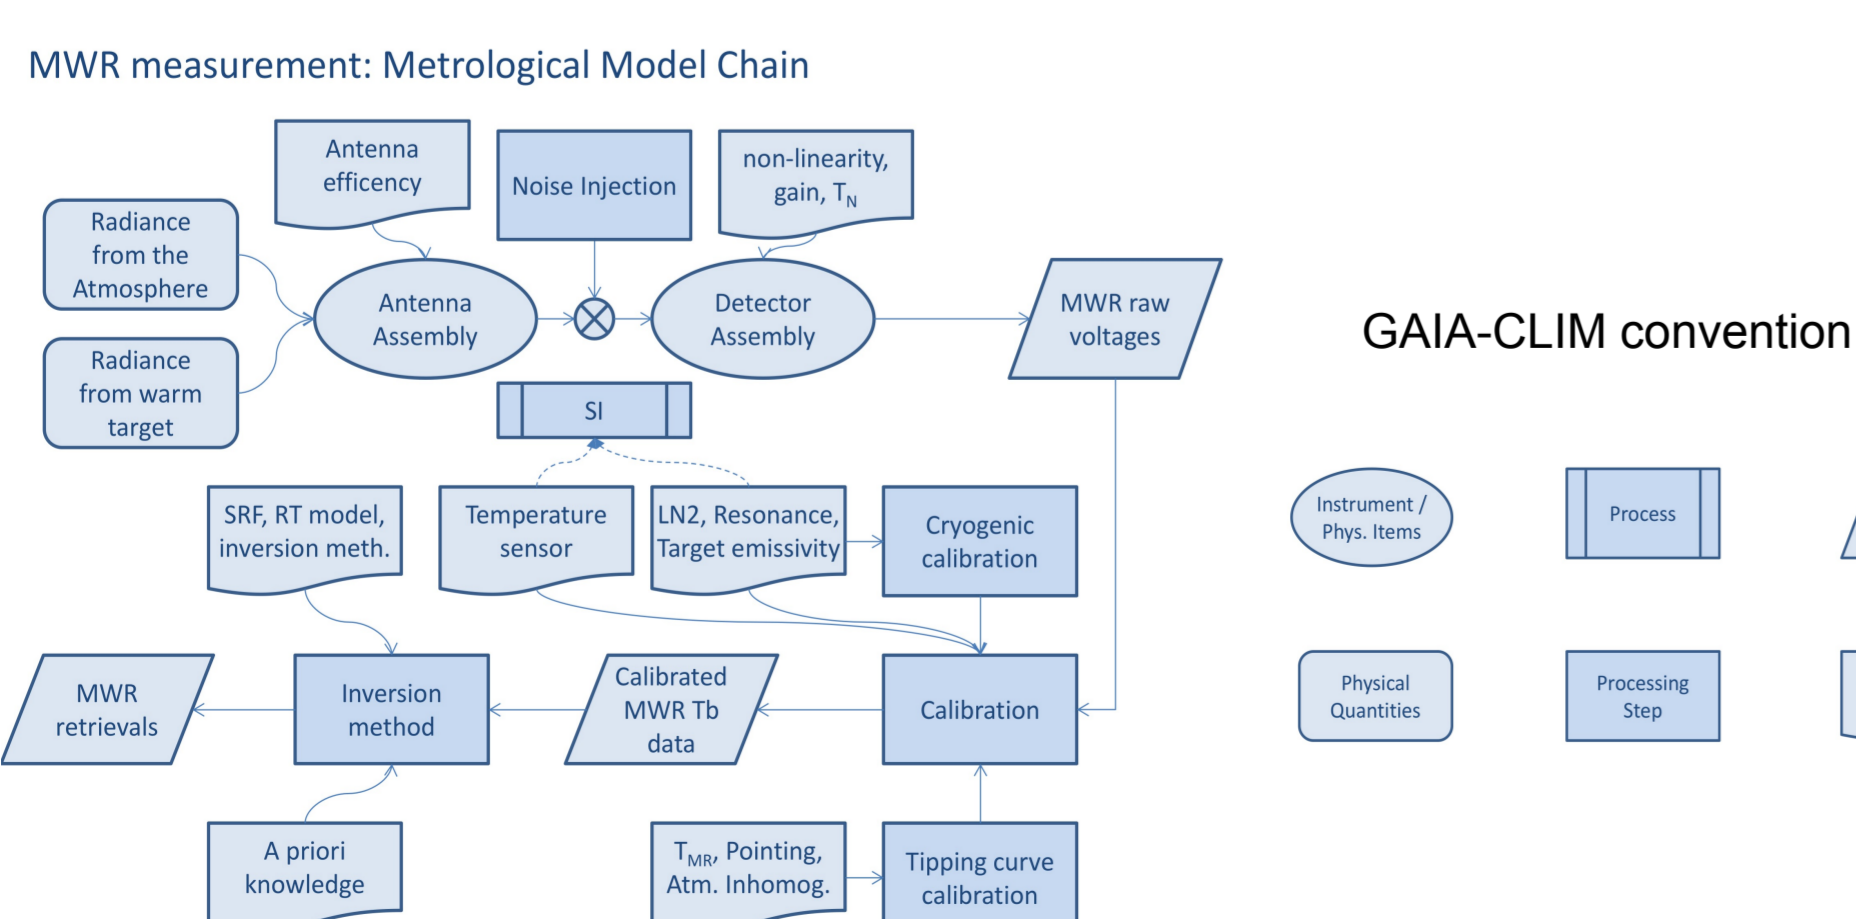 MWR measurement: Metrological Model Chain
Antenna
efficency
Noise Injection
non-linearity,
gain, TN
Radiance
from the
Atmosphere
Antenna
Assembly
Detector
Assembly
MWR raw
voltages
GAIA-CLIM convention
Radiance
from warm
target
SI
SRF, RT model,
inversion meth.
Temperature
sensor
LN2, Resonance,
Target emissivity
Cryogenic
calibration
Instrument /
Phys. Items
Process
MWR
retrievals
Inversion
method
Calibrated
MWR Tb
data
Calibration
Physical
Quantities
Processing
Step
A priori
knowledge
TMR, Pointing,
Atm. Inhomog.
Tipping curve
calibration